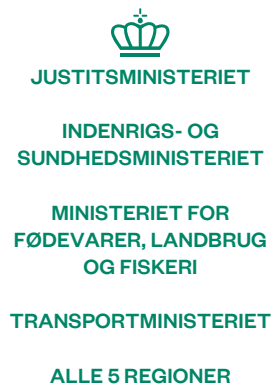 JUSTITSMINISTERIET
INDENRIGS- OG
SUNDHEDSMINISTERIET
MINISTERIET FOR
FØDEVARER, LANDBRUG
OG FISKERI
TRANSPORTMINISTERIET
ALLE 5 REGIONER